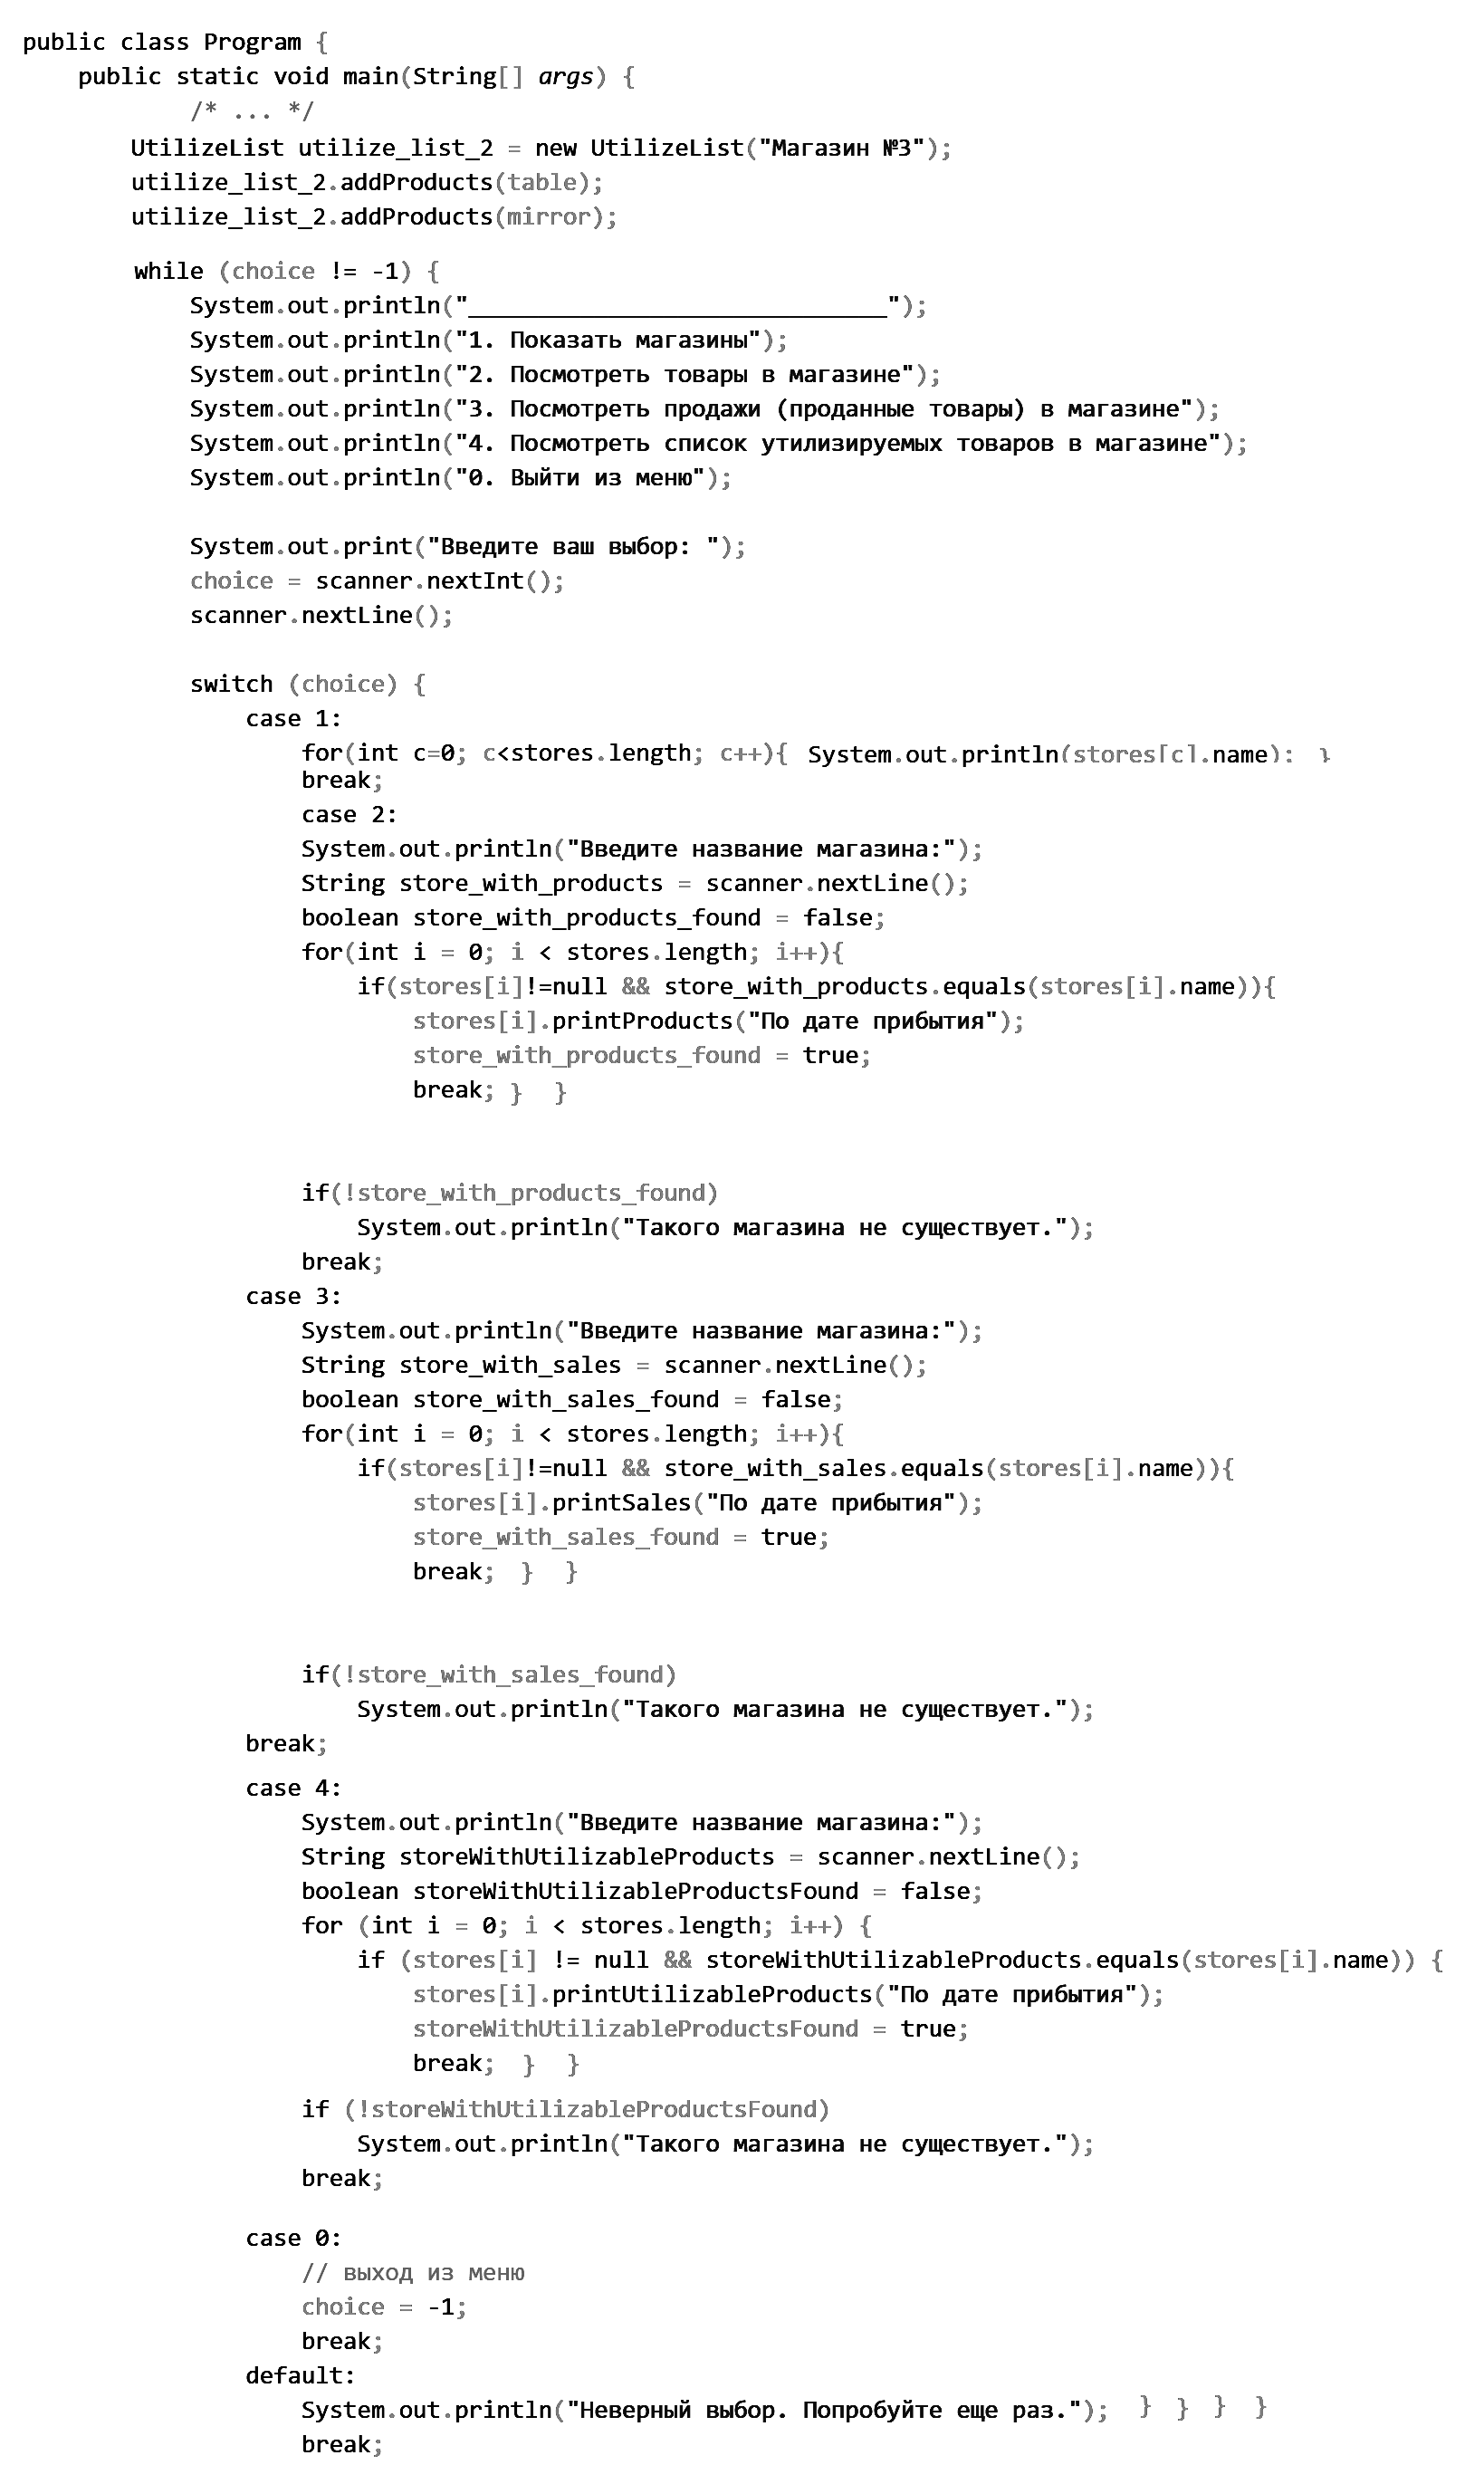 public class Program {
    public static void main(String[] args) {
            /* ... */
        UtilizeList utilize_list_2 = new UtilizeList("Магазин №3");
        utilize_list_2.addProducts(table);
        utilize_list_2.addProducts(mirror);
        while (choice != -1) {
            System.out.println("______________________________");
            System.out.println("1. Показать магазины");
            System.out.println("2. Посмотреть товары в магазине");
            System.out.println("3. Посмотреть продажи (проданные товары) в магазине");
            System.out.println("4. Посмотреть список утилизируемых товаров в магазине");
            System.out.println("0. Выйти из меню");
            System.out.print("Введите ваш выбор: ");
            choice = scanner.nextInt();
            scanner.nextLine();
            switch (choice) {
                case 1:
                    for(int c=0; c<stores.length; c++){ System.out.println(stores[c].name); }
                    break;
                    case 2:
                    System.out.println("Введите название магазина:");
                    String store_with_products = scanner.nextLine();
                    boolean store_with_products_found = false;
                    for(int i = 0; i < stores.length; i++){
                        if(stores[i]!=null && store_with_products.equals(stores[i].name)){
                            stores[i].printProducts("По дате прибытия");
                            store_with_products_found = true;
                            break; } }
                    if(!store_with_products_found)
                        System.out.println("Такого магазина не существует.");
                    break;
                case 3:
                    System.out.println("Введите название магазина:");
                    String store_with_sales = scanner.nextLine();
                    boolean store_with_sales_found = false;
                    for(int i = 0; i < stores.length; i++){
                        if(stores[i]!=null && store_with_sales.equals(stores[i].name)){
                            stores[i].printSales("По дате прибытия");
                            store_with_sales_found = true;
                            break; } }
                    if(!store_with_sales_found)
                        System.out.println("Такого магазина не существует.");
                break;
                case 4:
                    System.out.println("Введите название магазина:");
                    String storeWithUtilizableProducts = scanner.nextLine();
                    boolean storeWithUtilizableProductsFound = false;
                    for (int i = 0; i < stores.length; i++) {
                        if (stores[i] != null && storeWithUtilizableProducts.equals(stores[i].name)) {
                            stores[i].printUtilizableProducts("По дате прибытия");
                            storeWithUtilizableProductsFound = true;
                            break; } }
                    if (!storeWithUtilizableProductsFound)
                        System.out.println("Такого магазина не существует.");
                    break;
                case 0:
                    // выход из меню
                    choice = -1;
                    break;
                default:
                    System.out.println("Неверный выбор. Попробуйте еще раз."); } } } }
                    break;